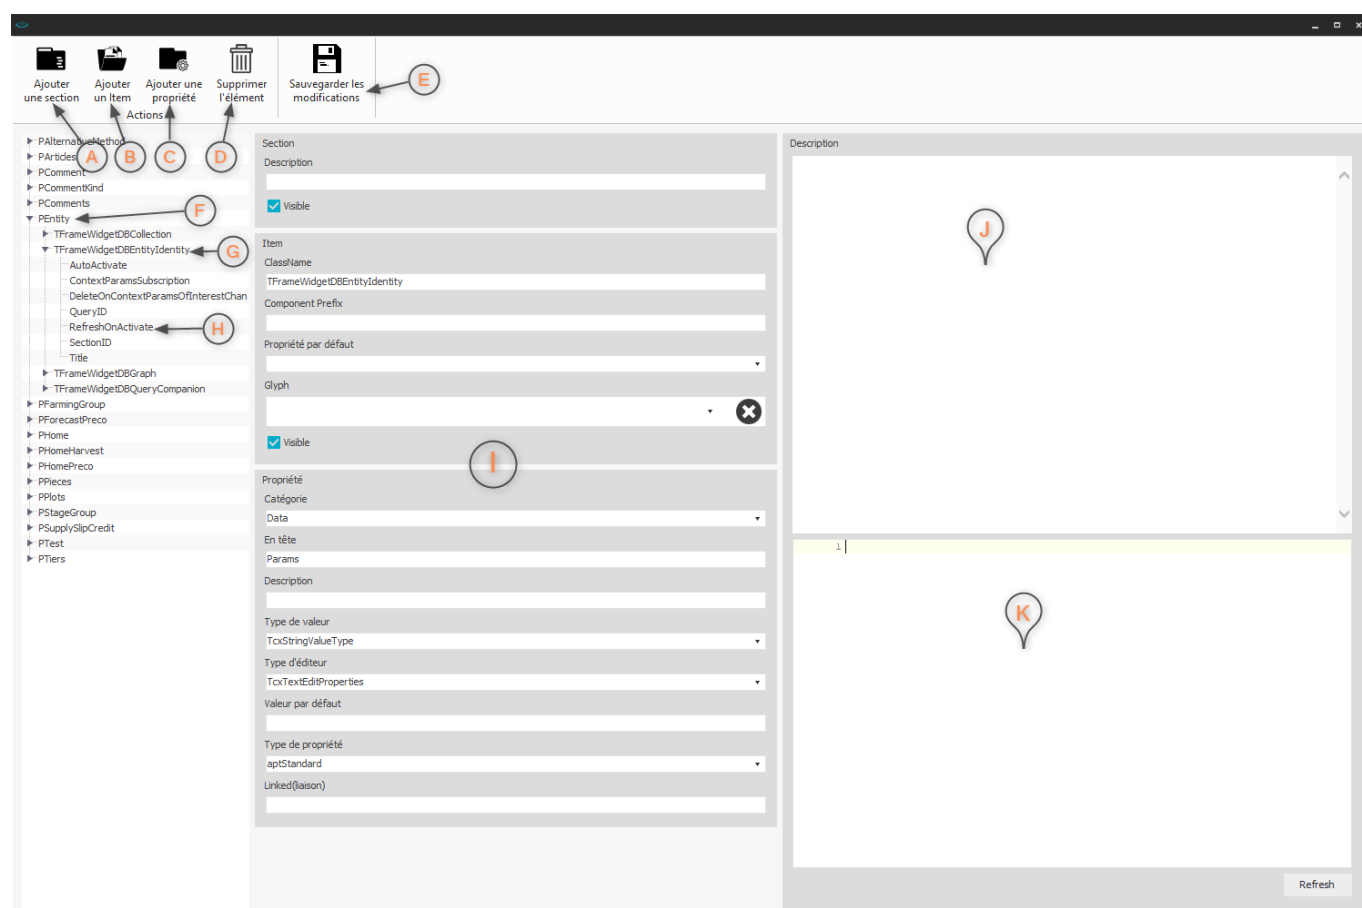 Ajouter
une section
Ajouter
un Item
Ajouter une
propriété
Supprimer
l'élément
Sauvegarder les
modifications
Actions
E
A
B
C
D
PAlternativeMethod
PArticles
PComment
PCommentKind
PComments
PEntity
F
TFrameWidgetDBCollection
TFrameWidgetDBEntityIdentity
G
AutoActivate
ContextParamsSubscription
DeleteOnContextParamsOfInterestChan
QueryID
RefreshOnActivate
H
SectionID
Title
TFrameWidgetDBGraph
TFrameWidgetDBQueryCompanion
PFarmingGroup
PForecastPreco
PHome
PHomeHarvest
PHomePreco
PPieces
PPlots
PStageGroup
PSupplySlipCredit
PTest
PTiers
Section
Description
Visible
Item
ClassName
TFrameWidgetDBEntityIdentity
Component Prefix
Propriété par défaut
Glyph
Visible
I
Propriété
Catégorie
Data
En tête
Params
Description
Type de valeur
TcxStringValueType
Type d'éditeur
TcxTextEditProperties
Valeur par défaut
Type de propriété
aptStandard
Linked(liaison)
Description
J
1
K
Refresh